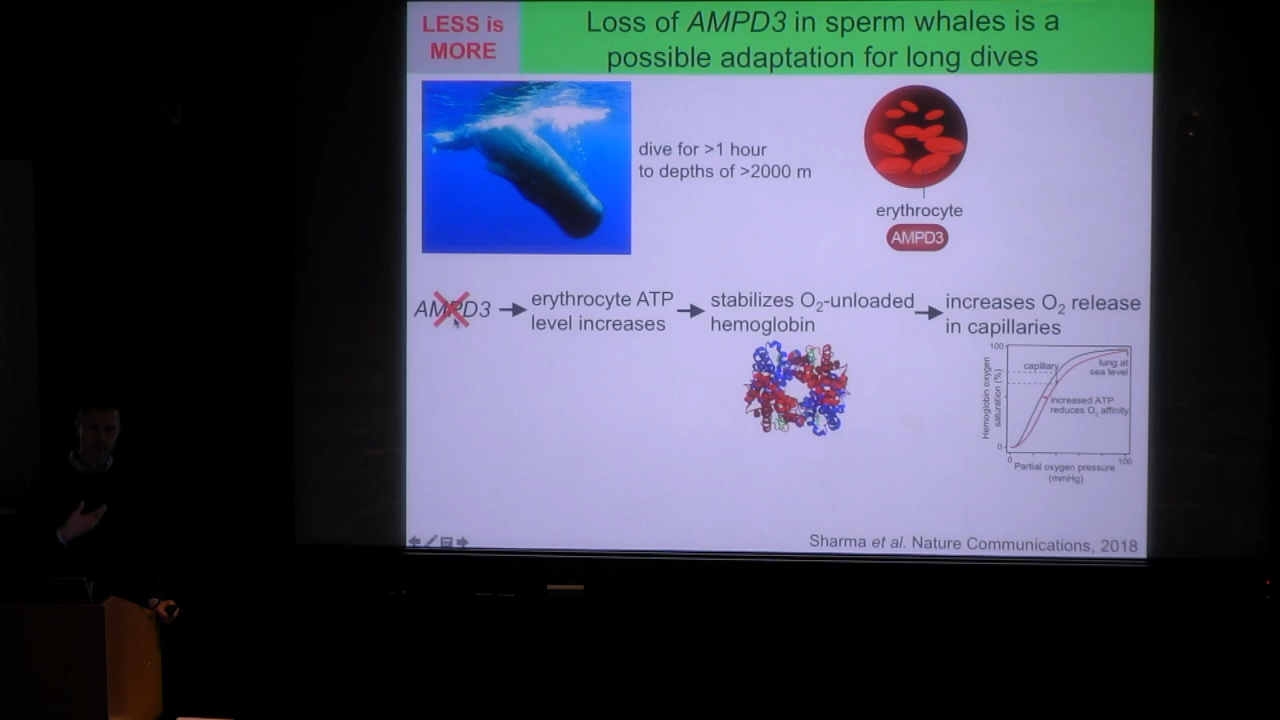 LESS is
MORE
Loss of AMPD3 in sperm whales is a
possible adaptation for long dives
dive for >1 hour
to depths of >2000 m
erythrocyte
AMPD3
AMPD3
erythrocyte ATP
level increases
stabilizes O₂-unloaded
hemoglobin
increases O₂ release
in capillaries
100
capillary
lung at
sea level
increased ATP
reduces O₂ affinity
Hemoglobin oxygen
saturation (%)
0
0
100
Partial oxygen pressure
(mmHg)
Sharma et al. Nature Communications, 2018